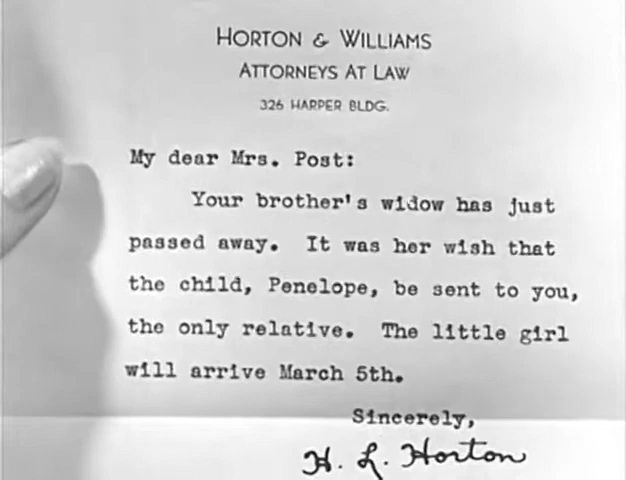 HORTON & WILLIAMS
ATTORNEYS AT LAW
326 HARPER BLDG.
My dear Mrs. Post:
Your brother's widow has just
passed away. It was her wish that
the child, Penelope, be sent to you,
the only relative. The little girl
will arrive March 5th.
Sincerely,
H. L. Horton